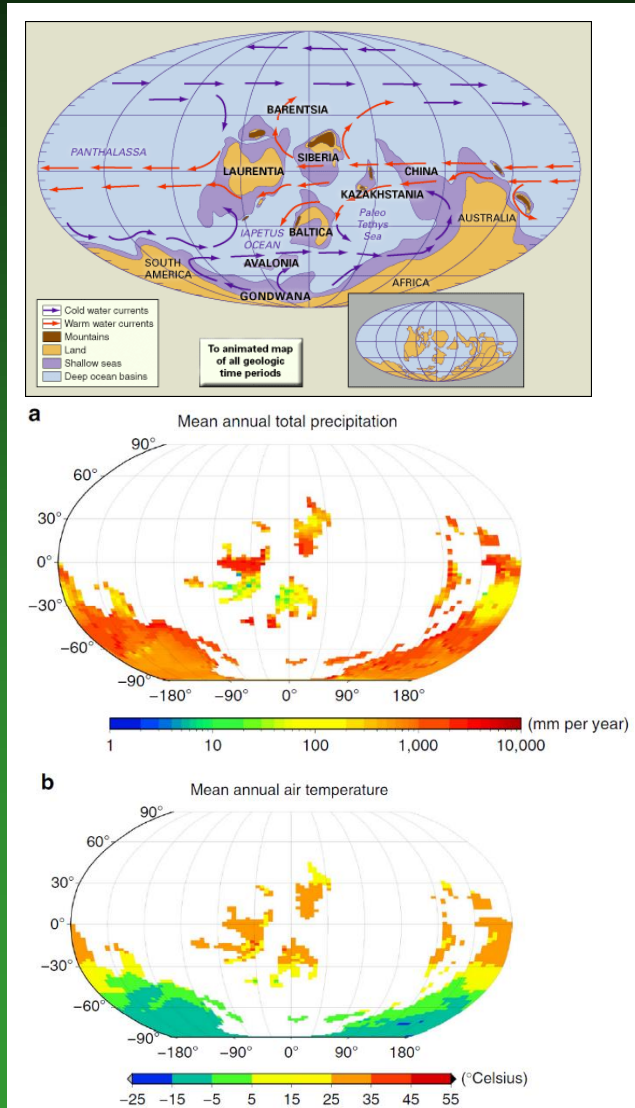 BARENTSIA
PANTHALASSA
SIBERIA
LAURENTIA
CHINA
KAZAKHSTANIA
Paleo
Tethys
Sea
AUSTRALIA
IAPETUS
OCEAN
BALTICA
SOUTH
AMERICA
AVALONIA
AFRICA
GONDWANA
Cold water currents
Warm water currents
Mountains
Land
Shallow seas
Deep ocean basins
To animated map
of all geologic
time periods
a
Mean annual total precipitation
90°
60°
30°
0°
−30°
−60°
−90°
−180° −90° 0° 90° 180°
(mm per year)
1 10 100 1,000 10,000
b
Mean annual air temperature
90°
60°
30°
0°
−30°
−60°
−90°
−180° −90° 0° 90° 180°
(°Celsius)
−25 −15 −5 5 15 25 35 45 55